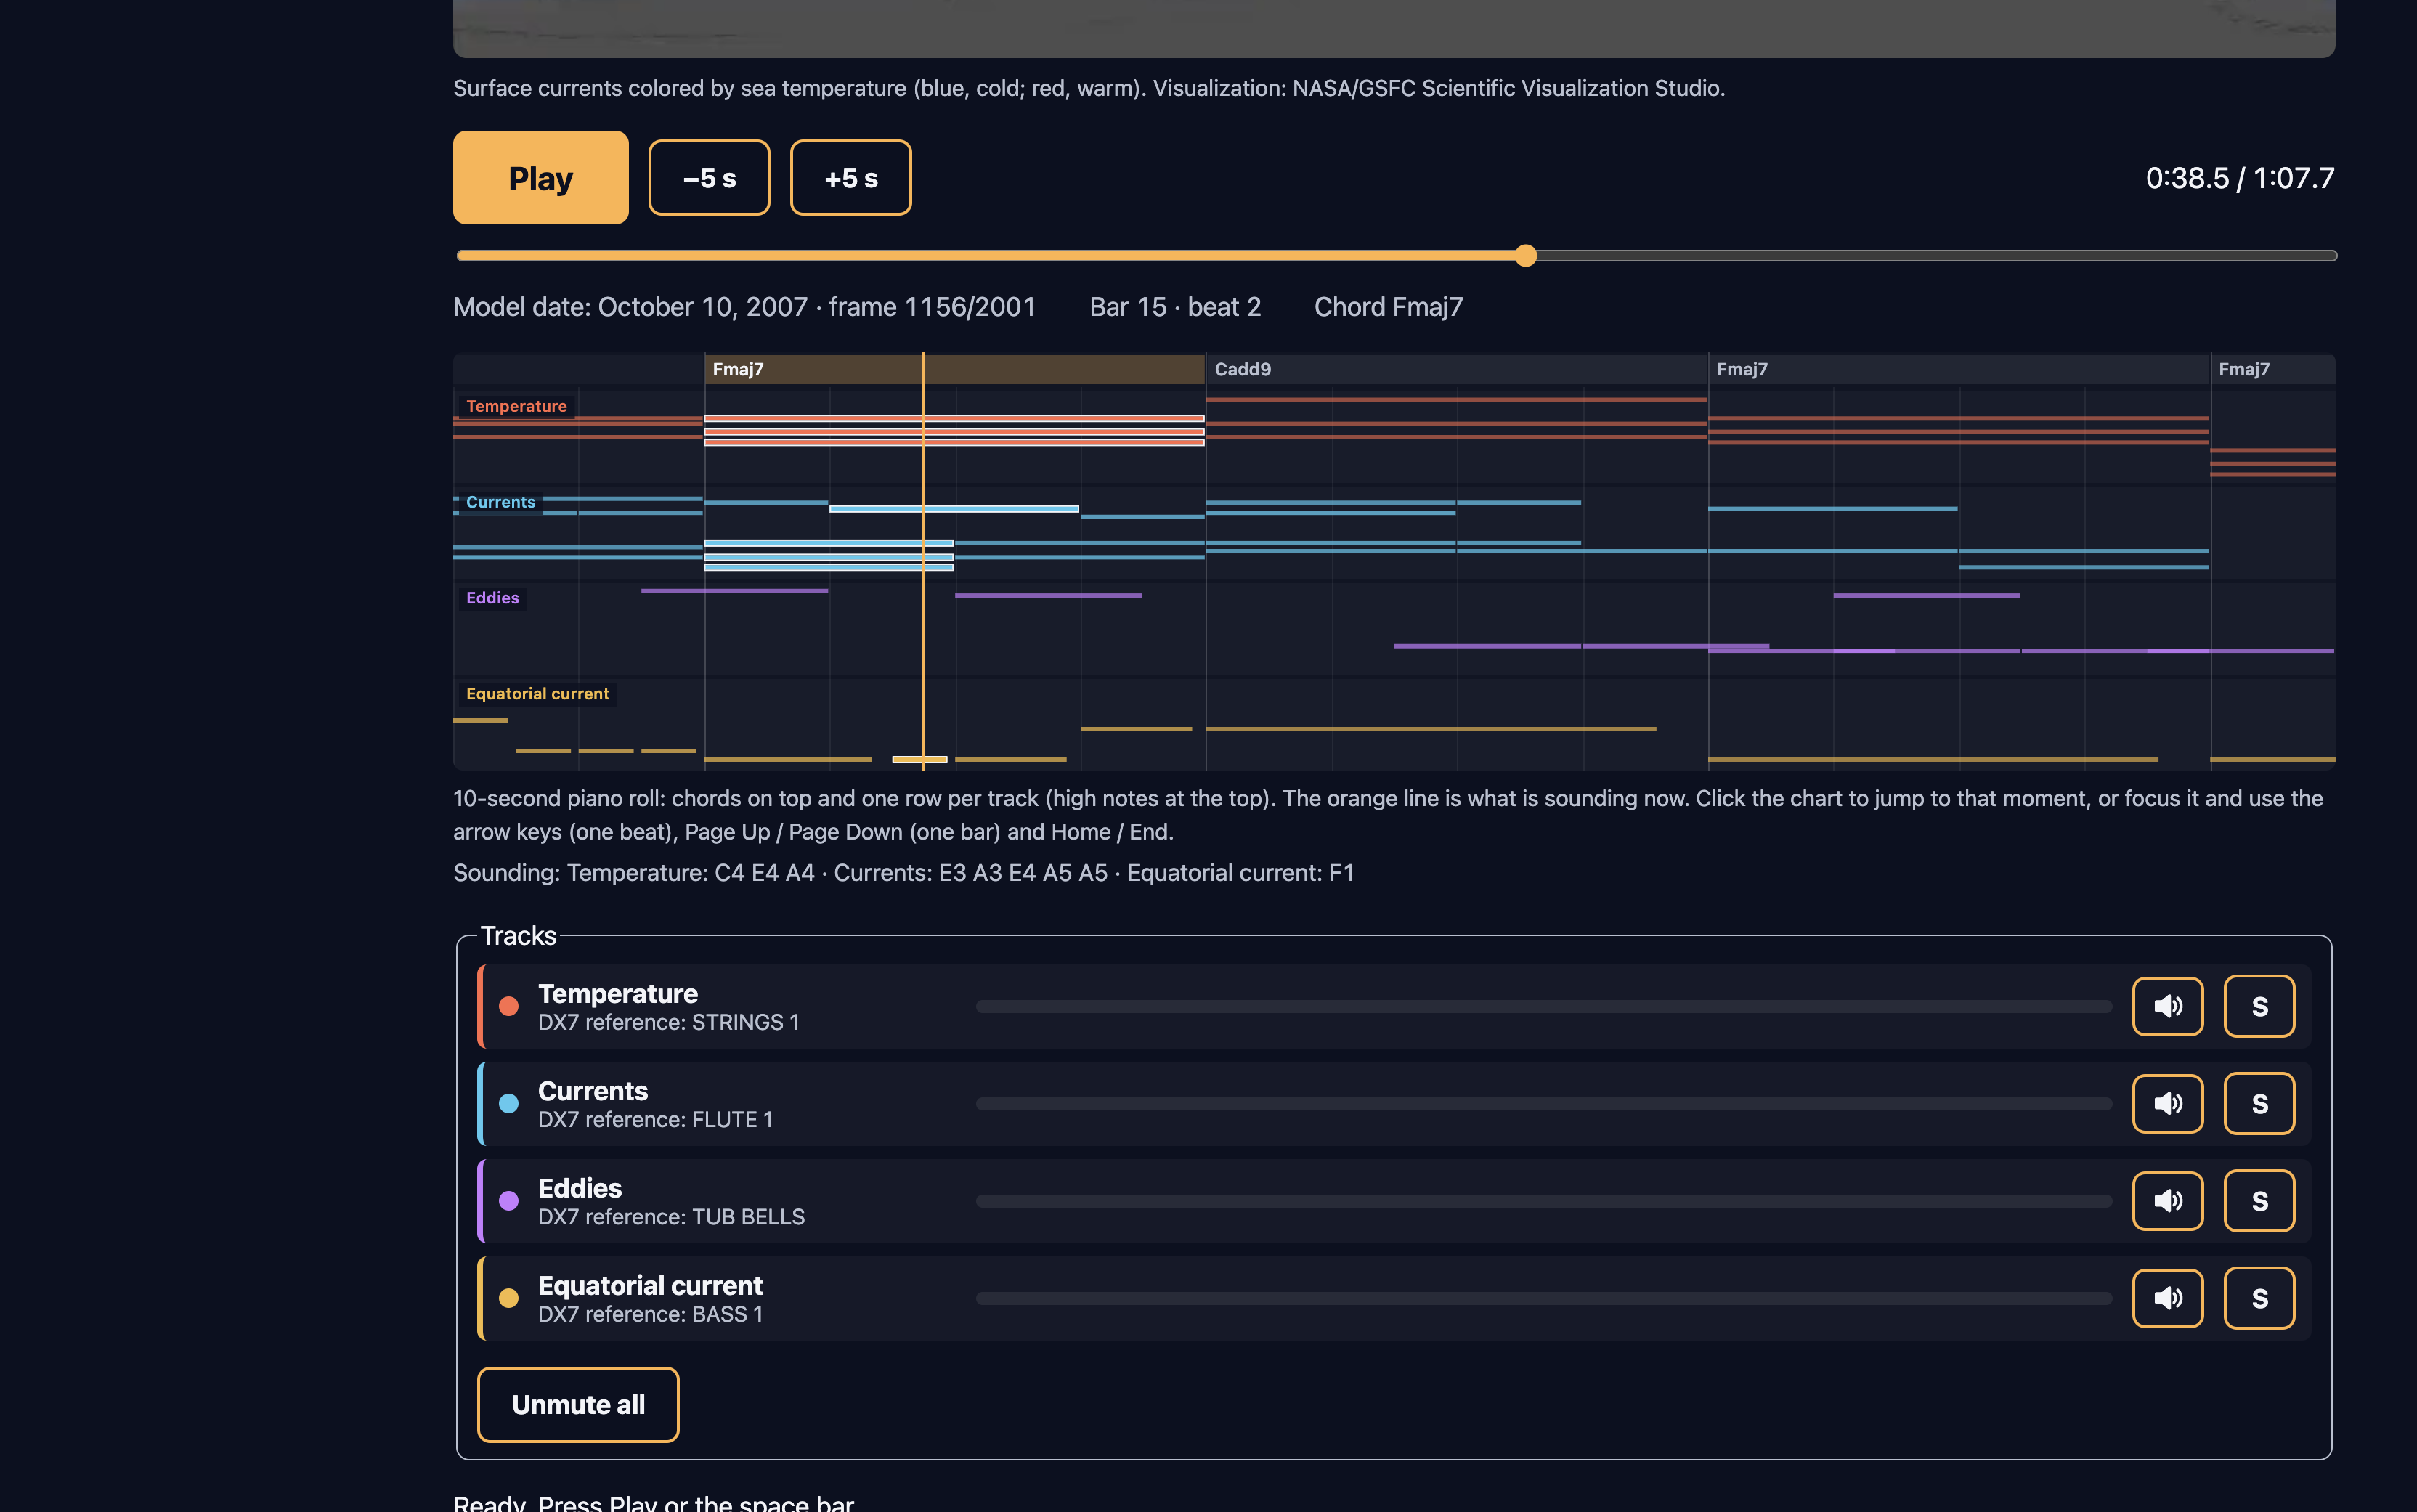 Surface currents colored by sea temperature (blue, cold; red, warm). Visualization: NASA/GSFC Scientific Visualization Studio.
Play
−5 s
+5 s
0:38.5 / 1:07.7
Model date: October 10, 2007 · frame 1156/2001
Bar 15 · beat 2
Chord Fmaj7
Fmaj7
Cadd9
Fmaj7
Fmaj7
Temperature
Currents
Eddies
Equatorial current
10-second piano roll: chords on top and one row per track (high notes at the top). The orange line is what is sounding now. Click the chart to jump to that moment, or focus it and use the
arrow keys (one beat), Page Up / Page Down (one bar) and Home / End.
Sounding: Temperature: C4 E4 A4 · Currents: E3 A3 E4 A5 A5 · Equatorial current: F1
Tracks
Temperature
DX7 reference: STRINGS 1
S
Currents
DX7 reference: FLUTE 1
S
Eddies
DX7 reference: TUB BELLS
S
Equatorial current
DX7 reference: BASS 1
S
Unmute all
Ready. Press Play or the space bar